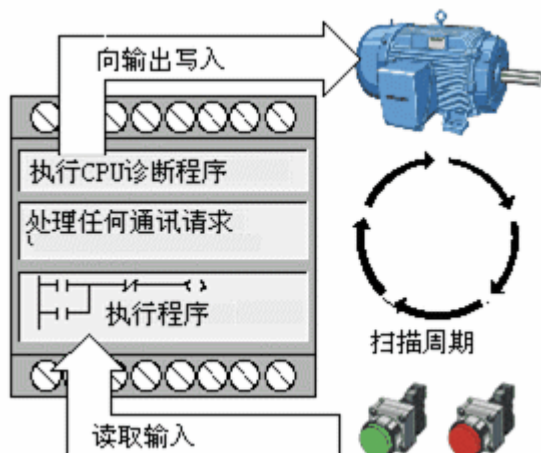 向输出写入
执行CPU诊断程序
处理任何通讯请求
执行程序
扫描周期
读取输入